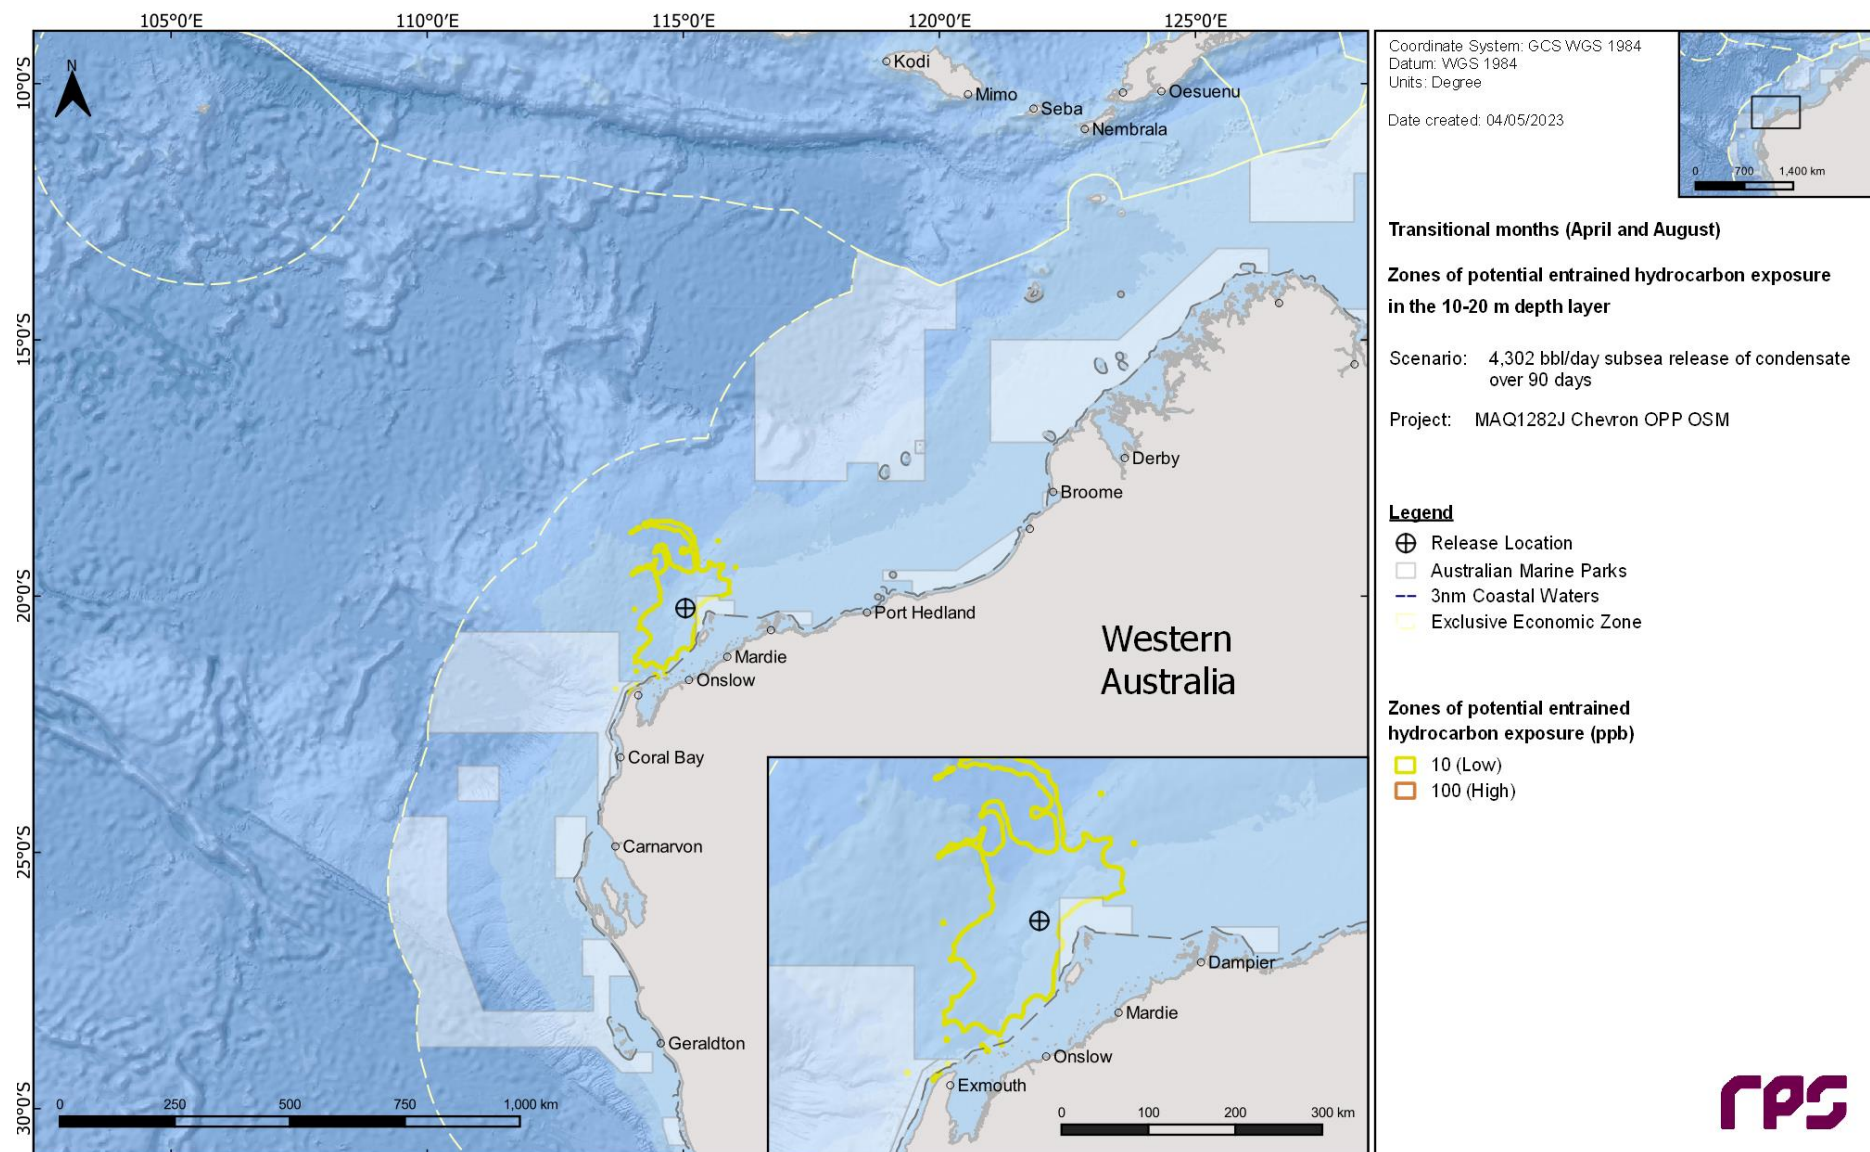 105°0'E 110°0'E 115°0'E 120°0'E 125°0'E
10°0'S
15°0'S
20°0'S
25°0'S
30°0'S
N
Kodi
Mimo
Seba
Oesuenu
Nembrala
Derby
Broome
Port Hedland
Mardie
Onslow
Coral Bay
Carnarvon
Geraldton
Western
Australia
0 250 500 750 1,000 km
Dampier
Mardie
Onslow
Exmouth
0 100 200 300 km
Coordinate System: GCS WGS 1984
Datum: WGS 1984
Units: Degree
Date created: 04/05/2023
0 700 1,400 km
Transitional months (April and August)
Zones of potential entrained hydrocarbon exposure
in the 10-20 m depth layer
Scenario: 4,302 bbl/day subsea release of condensate
over 90 days
Project: MAQ1282J Chevron OPP OSM
Legend
Release Location
Australian Marine Parks
3nm Coastal Waters
Exclusive Economic Zone
Zones of potential entrained
hydrocarbon exposure (ppb)
10 (Low)
100 (High)
rps